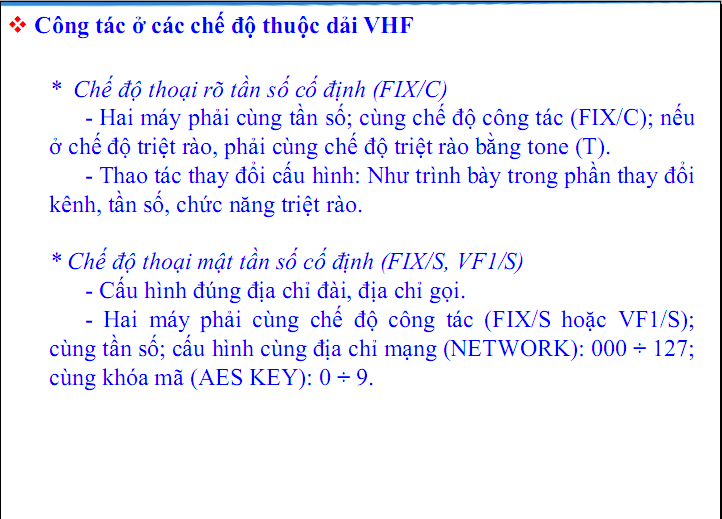 ❖ Công tác ở các chế độ thuộc dải VHF
* Chế độ thoại rõ tần số cố định (FIX/C)
- Hai máy phải cùng tần số; cùng chế độ công tác (FIX/C); nếu
ở chế độ triệt rào, phải cùng chế độ triệt rào bằng tone (T).
- Thao tác thay đổi cấu hình: Như trình bày trong phần thay đổi
kênh, tần số, chức năng triệt rào.
* Chế độ thoại mật tần số cố định (FIX/S, VF1/S)
- Cấu hình đúng địa chỉ đài, địa chỉ gọi.
- Hai máy phải cùng chế độ công tác (FIX/S hoặc VF1/S);
cùng tần số; cấu hình cùng địa chỉ mạng (NETWORK): 000 ÷ 127;
cùng khóa mã (AES KEY): 0 ÷ 9.